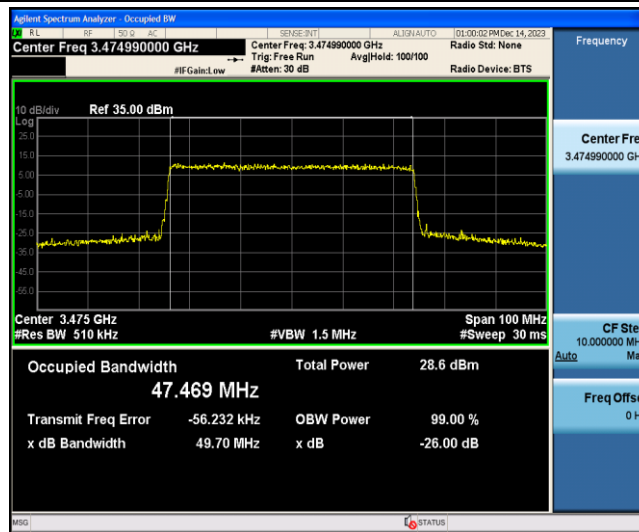 Agilent Spectrum Analyzer - Occupied BW
RL RF 50 Ω AC SENSE:INT ALIGNAUTO 01:00:02 PM Dec 14, 2023
Center Freq 3.474990000 GHz
Center Freq: 3.474990000 GHz Radio Std: None
Trig: Free Run Avg|Hold: 100/100
#IFGain:Low #Atten: 30 dB Radio Device: BTS
Frequency
10 dB/div Ref 35.00 dBm
Log
25.0
15.0
5.00
-5.00
-15.0
-25.0
-35.0
-45.0
-55.0
Center 3.475 GHz Span 100 MHz
#Res BW 510 kHz #VBW 1.5 MHz #Sweep 30 ms
Center Fre
3.474990000 GH
CF Ste
10.000000 MH
Auto Ma
Freq Offse
0 H
Occupied Bandwidth Total Power 28.6 dBm
47.469 MHz
Transmit Freq Error -56.232 kHz OBW Power 99.00 %
x dB Bandwidth 49.70 MHz x dB -26.00 dB
MSG STATUS